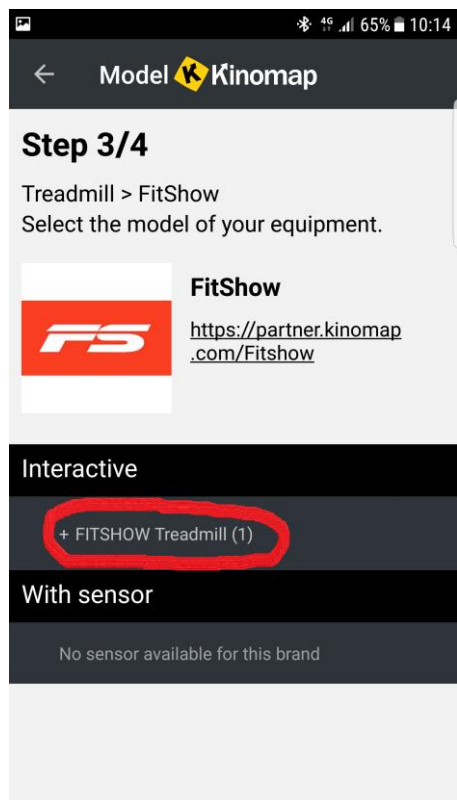 4G 65% 10:14
Model Kinomap
Step 3/4
Treadmill > FitShow
Select the model of your equipment.
FitShow
https://partner.kinomap
.com/Fitshow
FS
Interactive
+ FITSHOW Treadmill (1)
With sensor
No sensor available for this brand